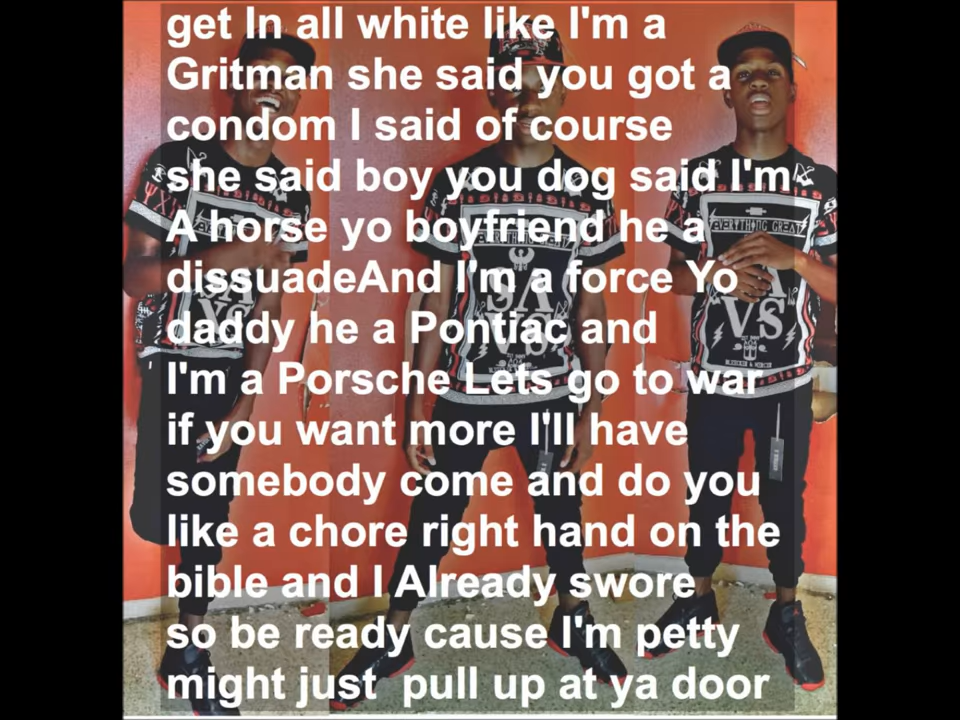 get In all white like I'm a
Gritman she said you got a
condom I said of course
she said boy you dog said I'm
A horse yo boyfriend he a
dissuadeAnd I'm a force Yo
daddy he a Pontiac and
I'm a Porsche Lets go to war
if you want more I'll have
somebody come and do you
like a chore right hand on the
bible and I Already swore
so be ready cause I'm petty
might just pull up at ya door
EVERYTHING GREAT
VS